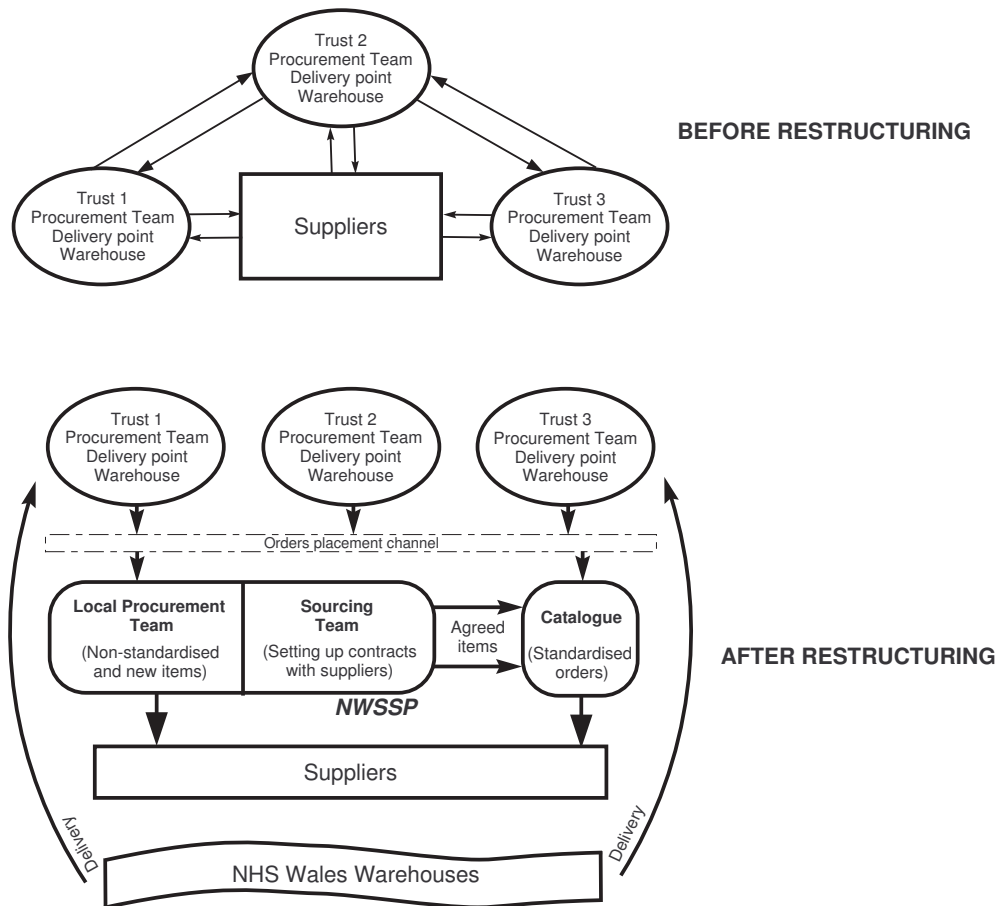 Trust 2
Procurement Team
Delivery point
Warehouse
BEFORE RESTRUCTURING
Trust 1
Procurement Team
Delivery point
Warehouse
Suppliers
Trust 3
Procurement Team
Delivery point
Warehouse
Trust 1
Procurement Team
Delivery point
Warehouse
Trust 2
Procurement Team
Delivery point
Warehouse
Trust 3
Procurement Team
Delivery point
Warehouse
Orders placement channel
Local Procurement
Team
(Non-standardised
and new items)
Sourcing
Team
(Setting up contracts
with suppliers)
Agreed
items
Catalogue
(Standardised
orders)
AFTER RESTRUCTURING
NWSSP
Suppliers
Delivery
Delivery
NHS Wales Warehouses